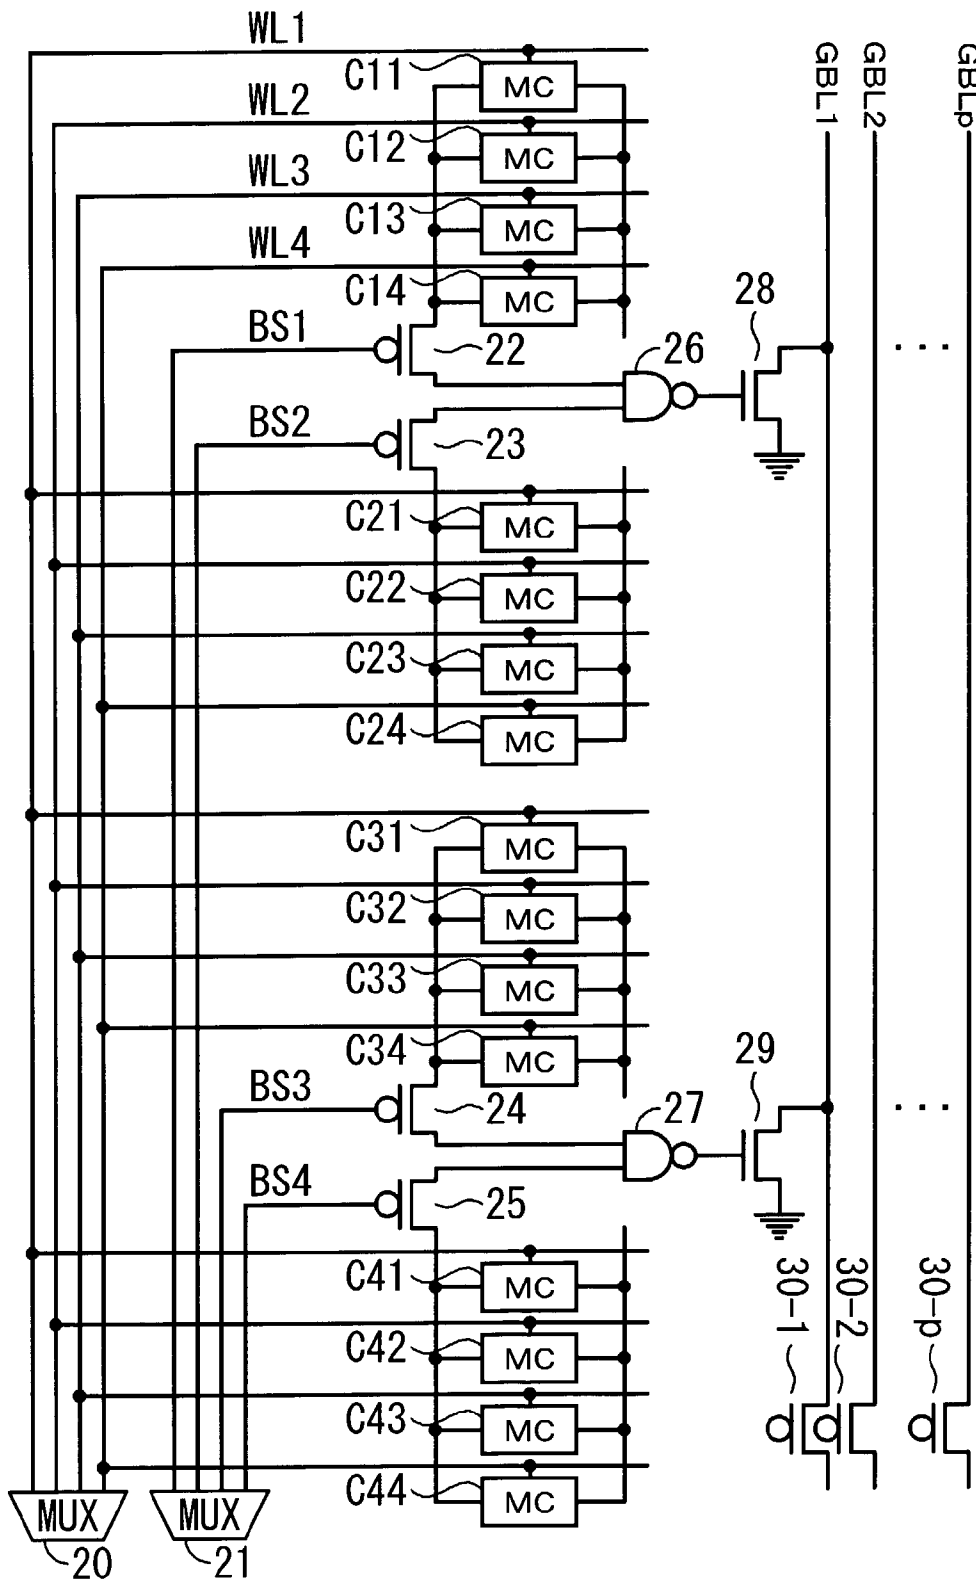 WL1
C11
MC
WL2
C12
MC
WL3
C13
MC
WL4
C14
MC
GBL1
GBL2
GBLp
BS1
22
26
28
...
BS2
23
C21
MC
C22
MC
C23
MC
C24
MC
C31
MC
C32
MC
C33
MC
C34
MC
BS3
24
27
29
...
BS4
25
C41
MC
C42
MC
C43
MC
C44
MC
30-1
30-2
30-p
MUX
20
MUX
21